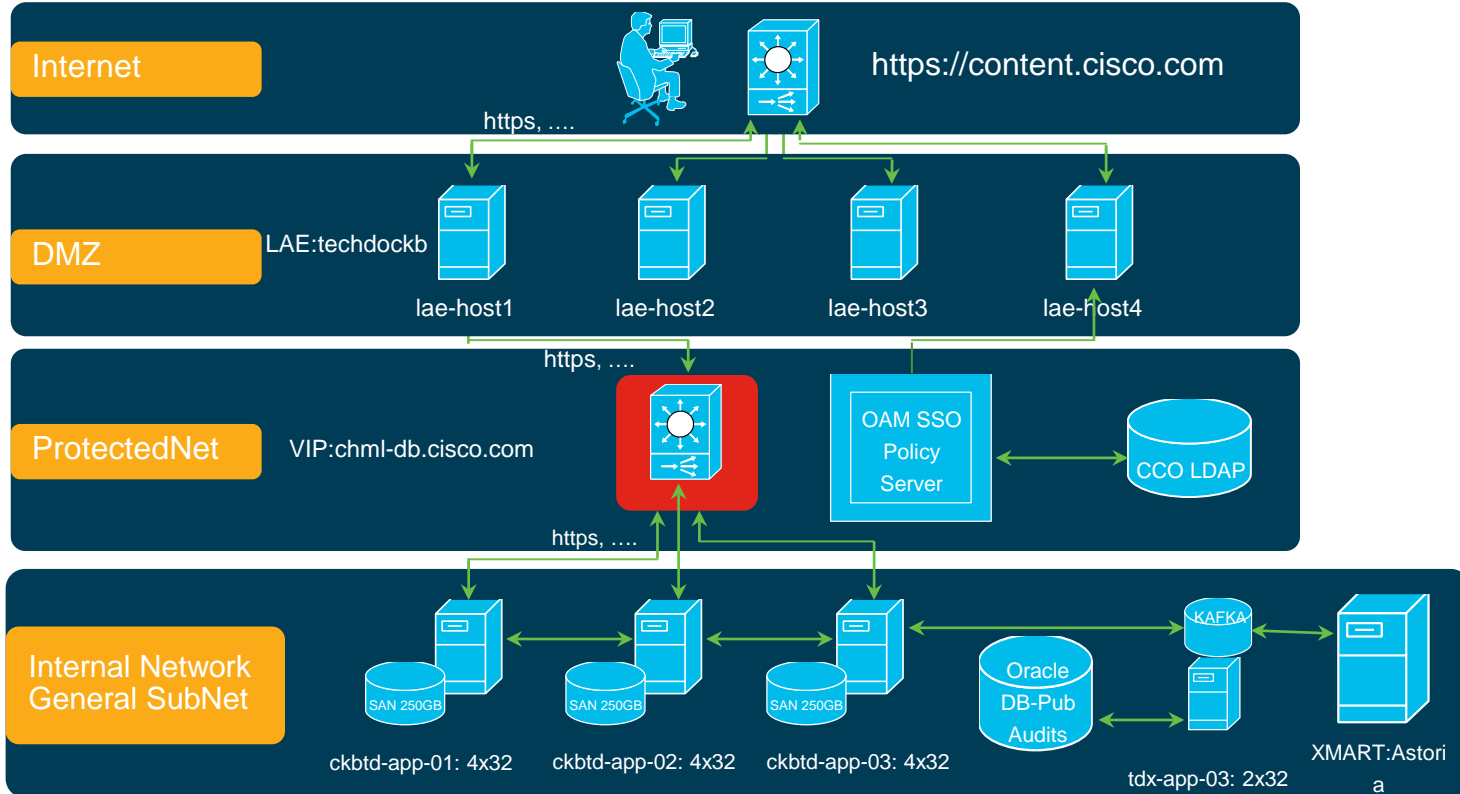 Internet
https://content.cisco.com
https, ....
DMZ
LAE:techdockb
lae-host1
lae-host2
lae-host3
lae-host4
https, ....
ProtectedNet
VIP:chml-db.cisco.com
OAM SSO
Policy
Server
CCO LDAP
https, ....
Internal Network
General SubNet
SAN 250GB
SAN 250GB
SAN 250GB
KAFKA
Oracle
DB-Pub
Audits
ckbtd-app-01: 4x32
ckbtd-app-02: 4x32
ckbtd-app-03: 4x32
tdx-app-03: 2x32
XMART:Astori
a